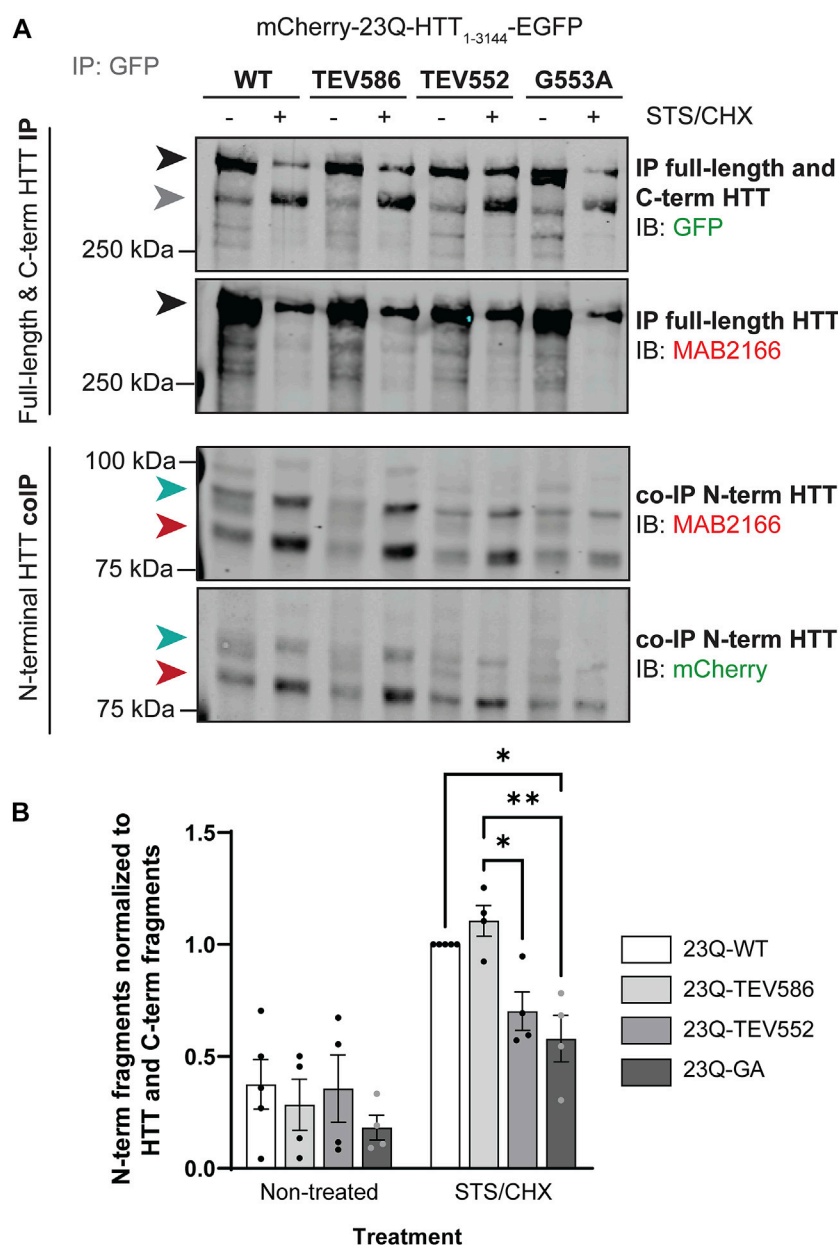 A
mCherry-23Q-HTT1-3144-EGFP
IP: GFP
WT TEV586 TEV552 G553A
- + - + - + - + STS/CHX
Full-length & C-term HTT IP
IP full-length and
C-term HTT
IB: GFP
250 kDa
IP full-length HTT
IB: MAB2166
250 kDa
N-terminal HTT coIP
100 kDa
co-IP N-term HTT
IB: MAB2166
75 kDa
co-IP N-term HTT
IB: mCherry
75 kDa
B
N-term fragments normalized to
HTT and C-term fragments
1.5
1.0
0.5
0.0
*
**
*
23Q-WT
23Q-TEV586
23Q-TEV552
23Q-GA
Non-treated STS/CHX
Treatment